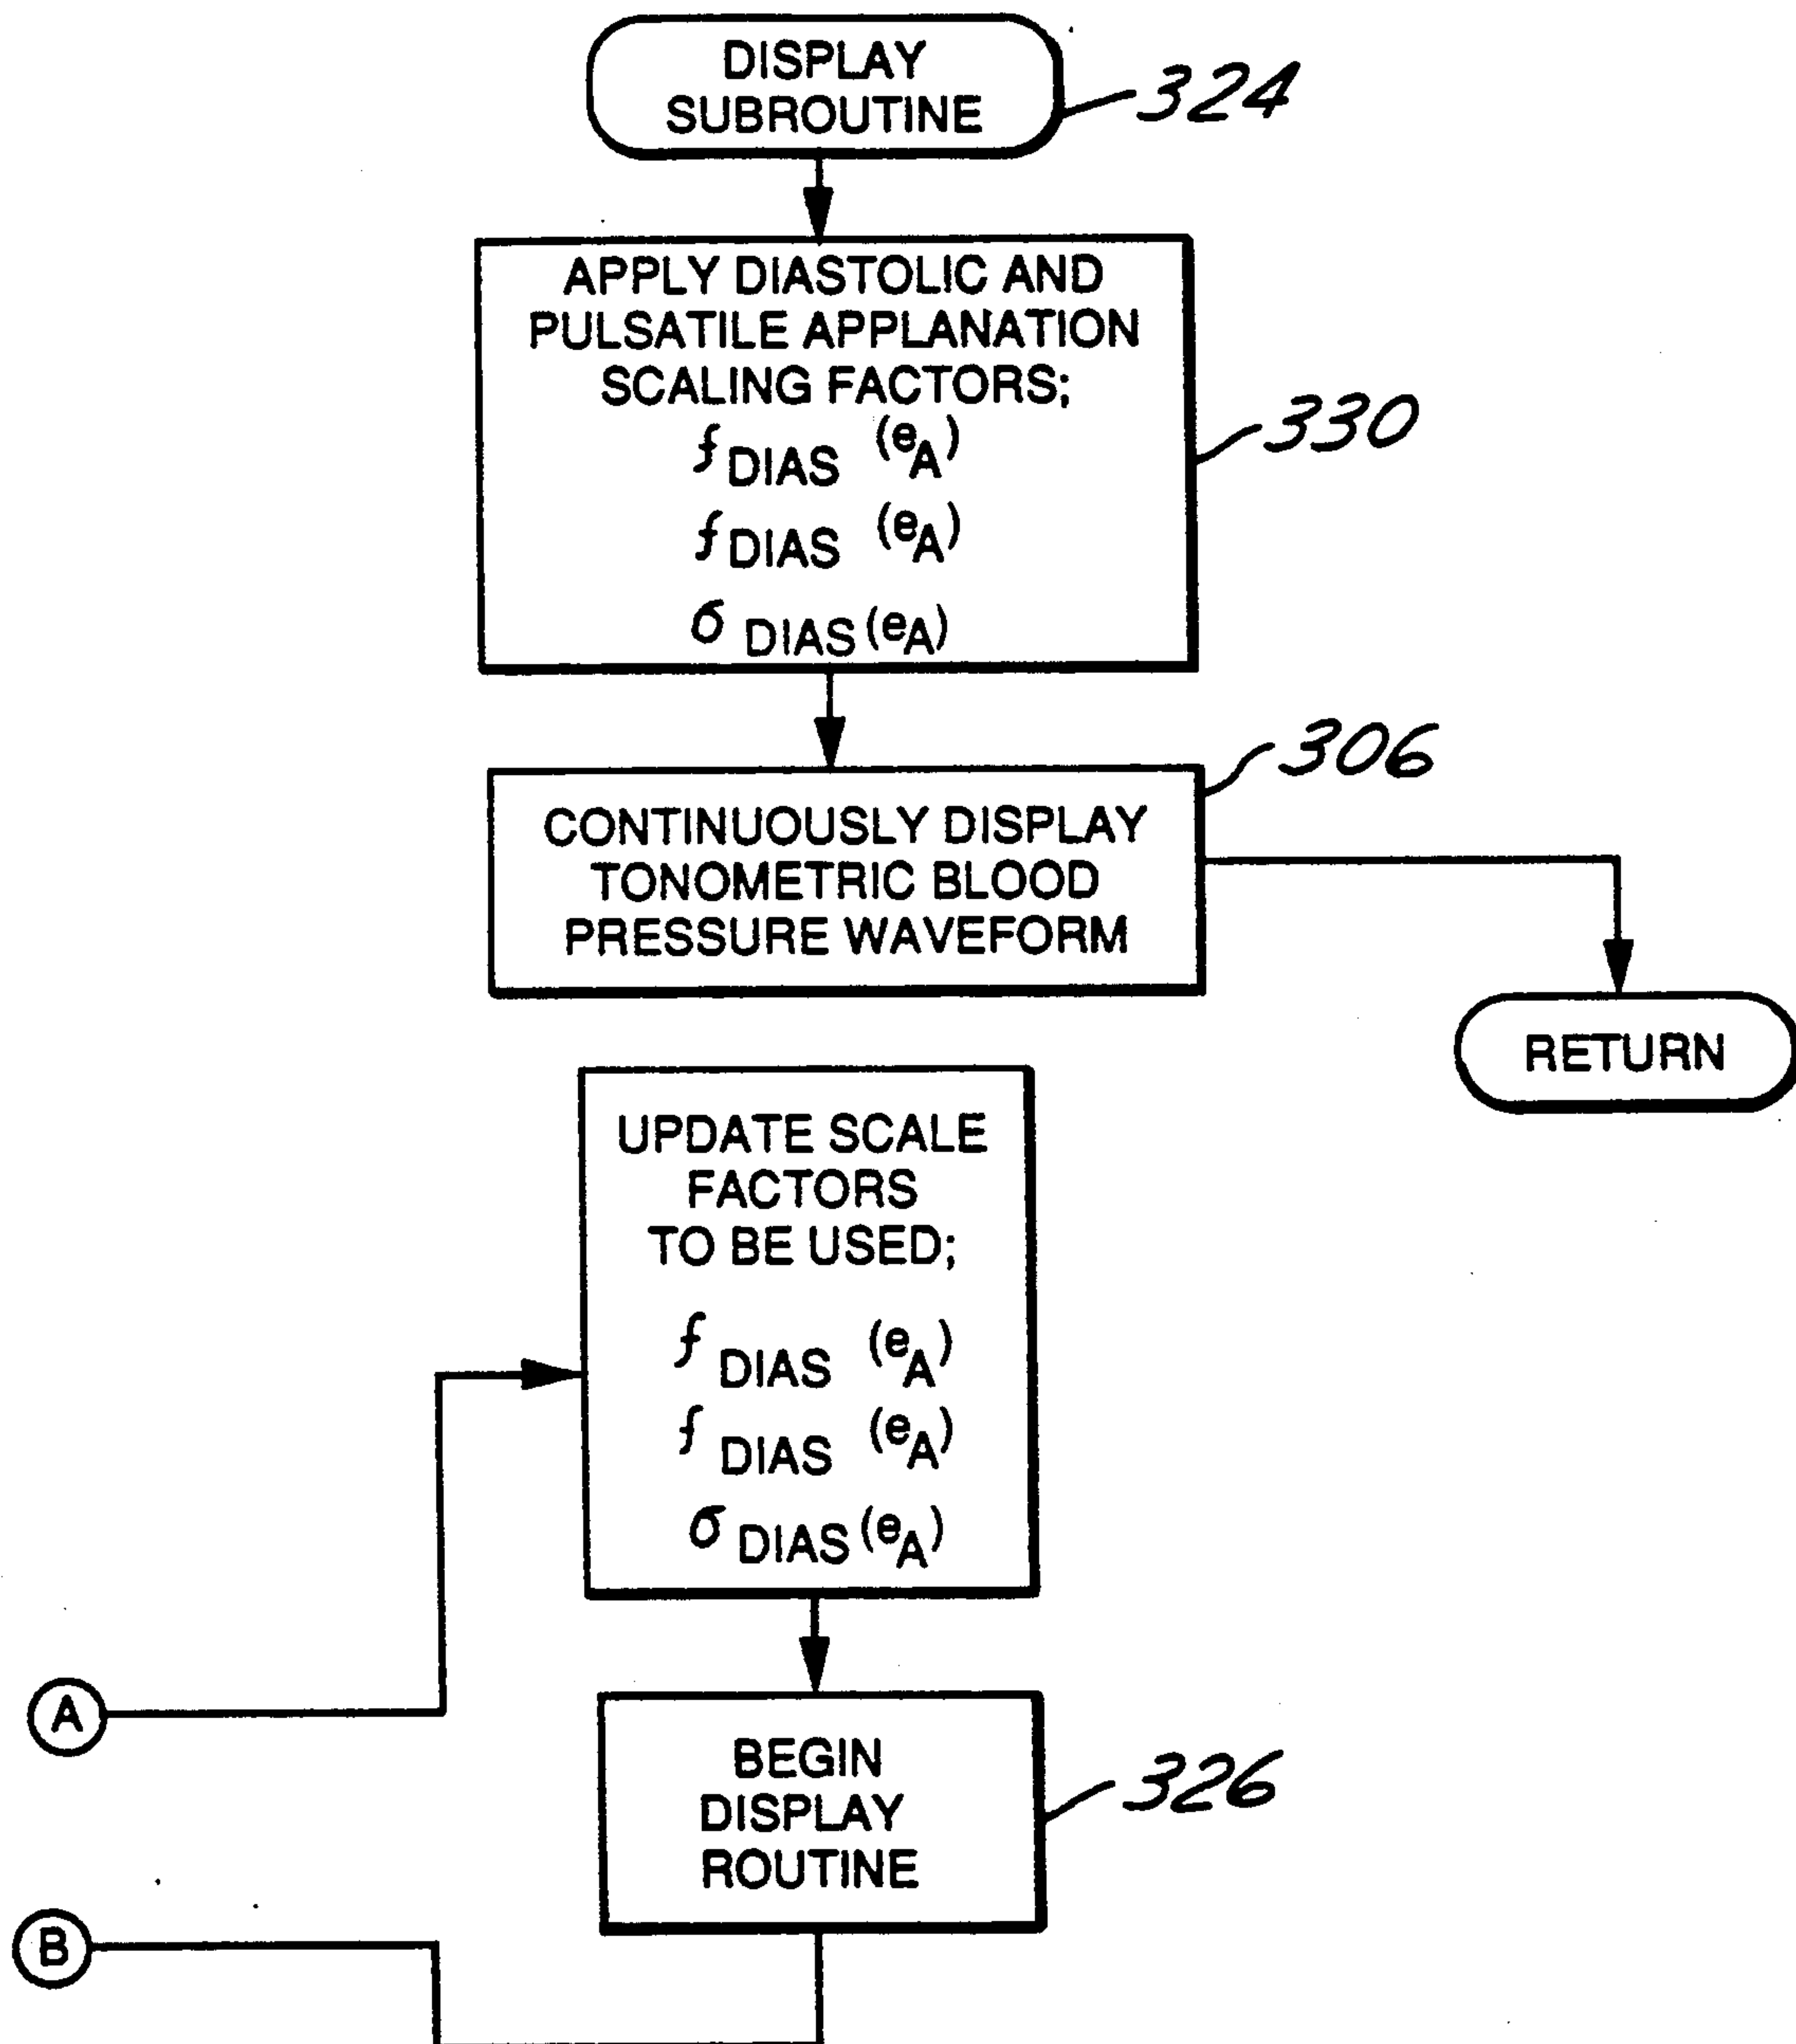 DISPLAY
SUBROUTINE
324
APPLY DIASTOLIC AND
PULSATILE APPLANATION
SCALING FACTORS;
f DIAS (eA)
f DIAS (eA)
σ DIAS (eA)
330
306
CONTINUOUSLY DISPLAY
TONOMETRIC BLOOD
PRESSURE WAVEFORM
RETURN
UPDATE SCALE
FACTORS
TO BE USED;
f DIAS (eA)
f DIAS (eA)
σ DIAS (eA)
A
BEGIN
DISPLAY
ROUTINE
326
B